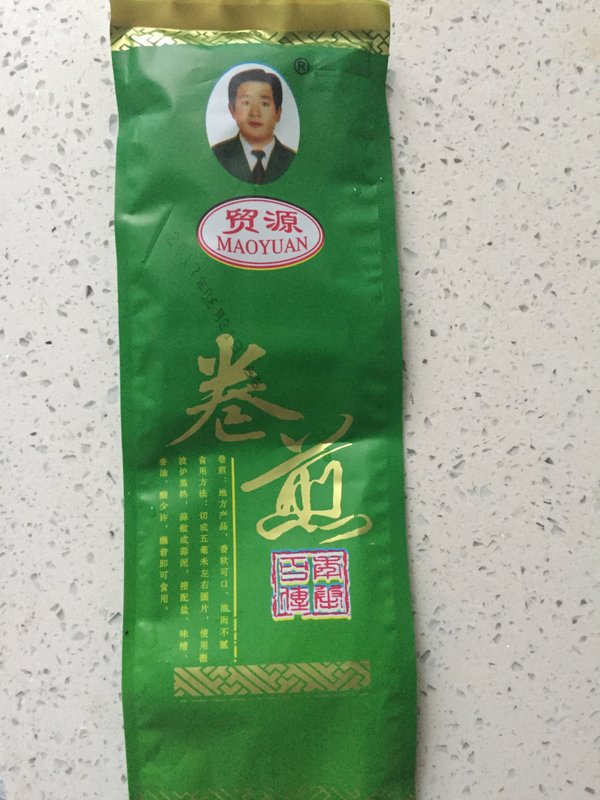 ®
贸源
MAOYUAN
卷煎
卷煎：地方产品、香软可口、油而不腻
食用方法：切成五毫米左右圆片、使用微
波炉蒸热、蒜做成蒜泥、搭配盐、味精、
香油、醋少许，蘸着即可食用。